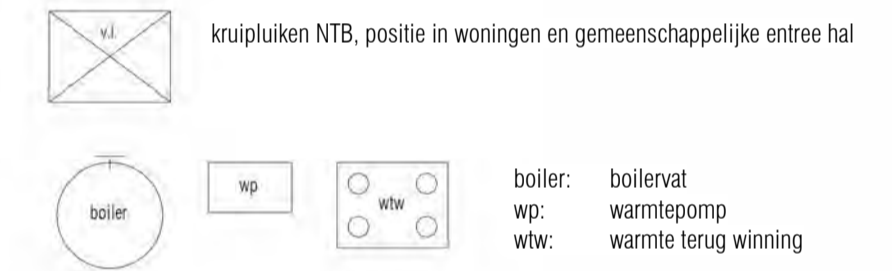 v.l.
kruipluiken NTB, positie in woningen en gemeenschappelijke entree hal
boiler
wp
wtw
boiler: boilervat
wp: warmtepomp
wtw: warmte terug winning